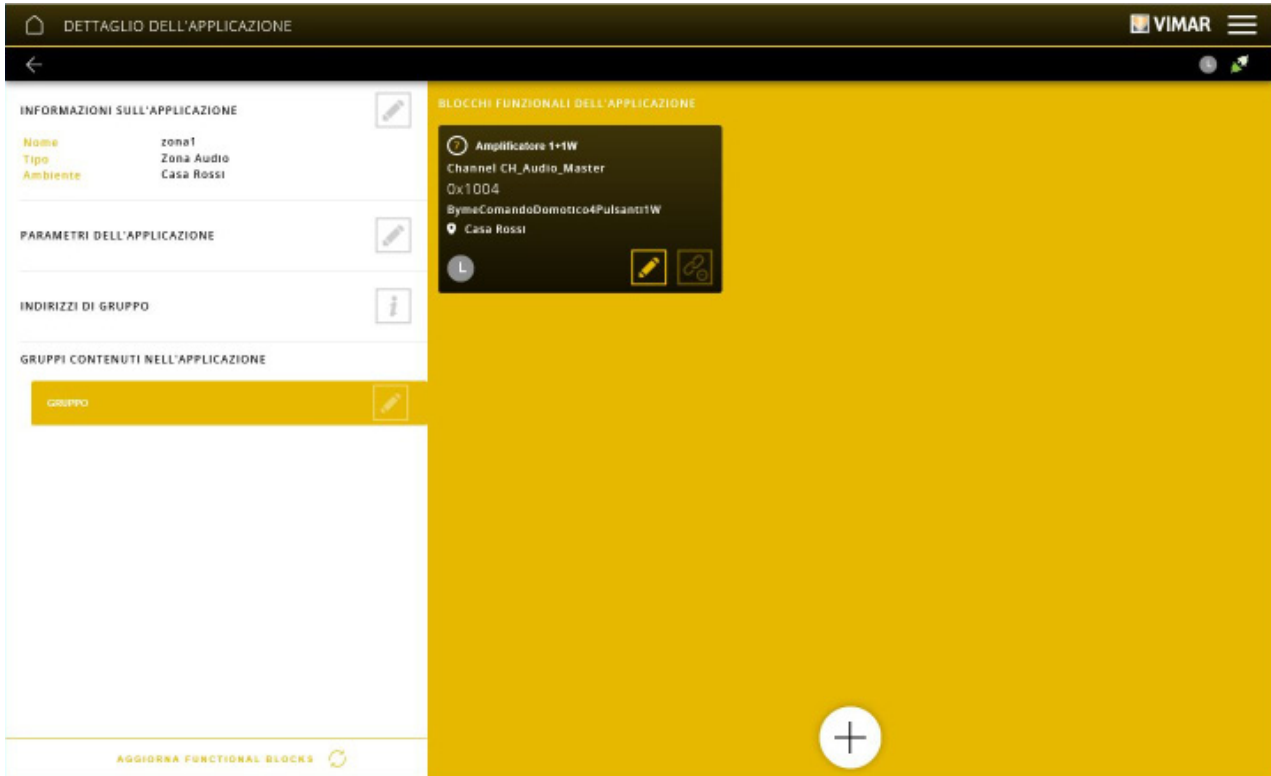 DETTAGLIO DELL'APPLICAZIONE
VIMAR
INFORMAZIONI SULL'APPLICAZIONE
Nome zona1
Tipo Zona Audio
Ambiente Casa Rossi
PARAMETRI DELL'APPLICAZIONE
INDIRIZZI DI GRUPPO
i
GRUPPI CONTENUTI NELL'APPLICAZIONE
GRUPPO
AGGIORNA FUNCTIONAL BLOCKS
BLOCCHI FUNZIONALI DELL'APPLICAZIONE
7 Amplificatore 1+1W
Channel CH_Audio_Master
0x1004
BymeComandoDomotico4Pulsanti1W
Casa Rossi
L